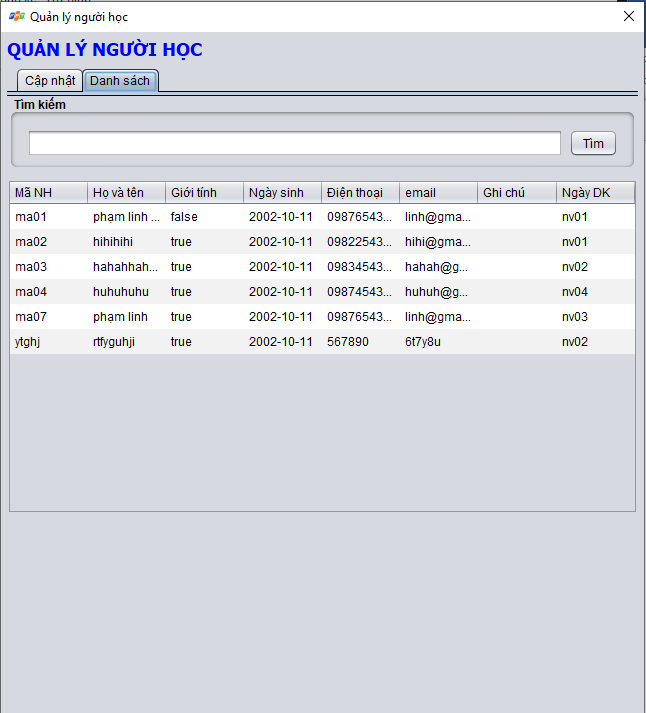 Quản lý người học
QUẢN LÝ NGƯỜI HỌC
Cập nhật Danh sách
Tìm kiếm
Tìm
Mã NH Họ và tên Giới tính Ngày sinh Điện thoại email Ghi chú Ngày DK
ma01 phạm linh ... false 2002-10-11 09876543... linh@gma... nv01
ma02 hihihihi true 2002-10-11 09822543... hihi@gma... nv01
ma03 hahahhah... true 2002-10-11 09834543... hahah@g... nv02
ma04 huhuhuhu true 2002-10-11 09874543... huhuh@g... nv04
ma07 phạm linh true 2002-10-11 09876543... linh@gma... nv03
ytghj rtfyguhji true 2002-10-11 567890 6t7y8u nv02